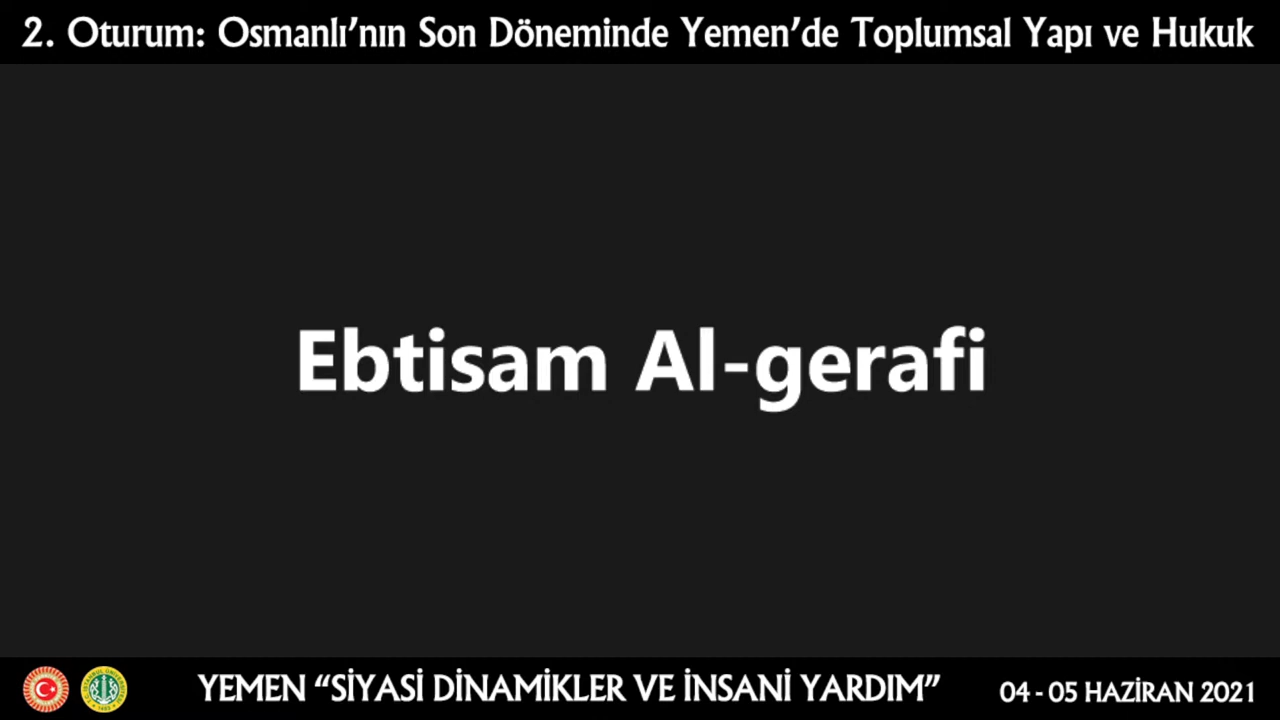 2. Oturum: Osmanlı’nın Son Döneminde Yemen’de Toplumsal Yapı ve Hukuk
Ebtisam Al-gerafi
YEMEN “SİYASİ DİNAMİKLER VE İNSANİ YARDIM”
04 - 05 HAZİRAN 2021